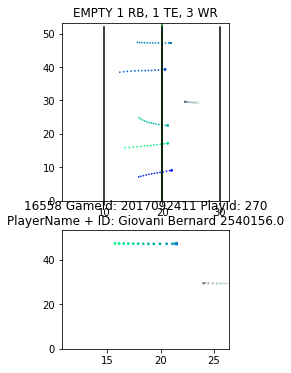 EMPTY 1 RB, 1 TE, 3 WR
50
40
30
20
10
0
10 20 30
16558 GameId: 2017092411 PlayId: 270
PlayerName + ID: Giovani Bernard 2540156.0
40
20
0
15 20 25